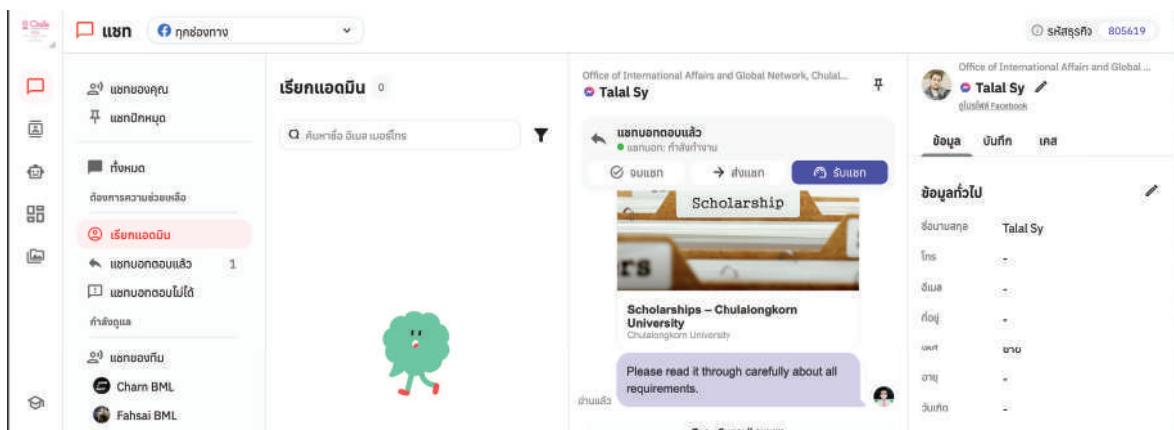 แชท
ทุกช่องทาง
รหัสธุรกิจ 805619
แชทของคุณ
แชทปักหมุด
ทั้งหมด
ต้องการความช่วยเหลือ
เรียกแอดมิน
แชทบอทตอบแล้ว 1
แชทบอทตอบไม่ได้
กำลังดูแล
แชทของทีม
Charn BML
Fahsai BML
เรียกแอดมิน 0
ค้นหาชื่อ อีเมล เบอร์โทร
Office of International Affairs and Global Network, Chulal...
Talal Sy
แชทบอทตอบแล้ว
แชทบอท: กำลังทำงาน
จบแชท
ส่งแชท
รับแชท
Scholarship
Scholarships – Chulalongkorn
University
Chulalongkorn University
Please read it through carefully about all
requirements.
อ่านแล้ว
Office of International Affairs and Global ...
Talal Sy
ดูโปรไฟล์ Facebook
ข้อมูล บันทึก เคส
ข้อมูลทั่วไป
ชื่อนามสกุล Talal Sy
โทร -
อีเมล -
ที่อยู่ -
เพศ ชาย
อายุ -
วันเกิด -